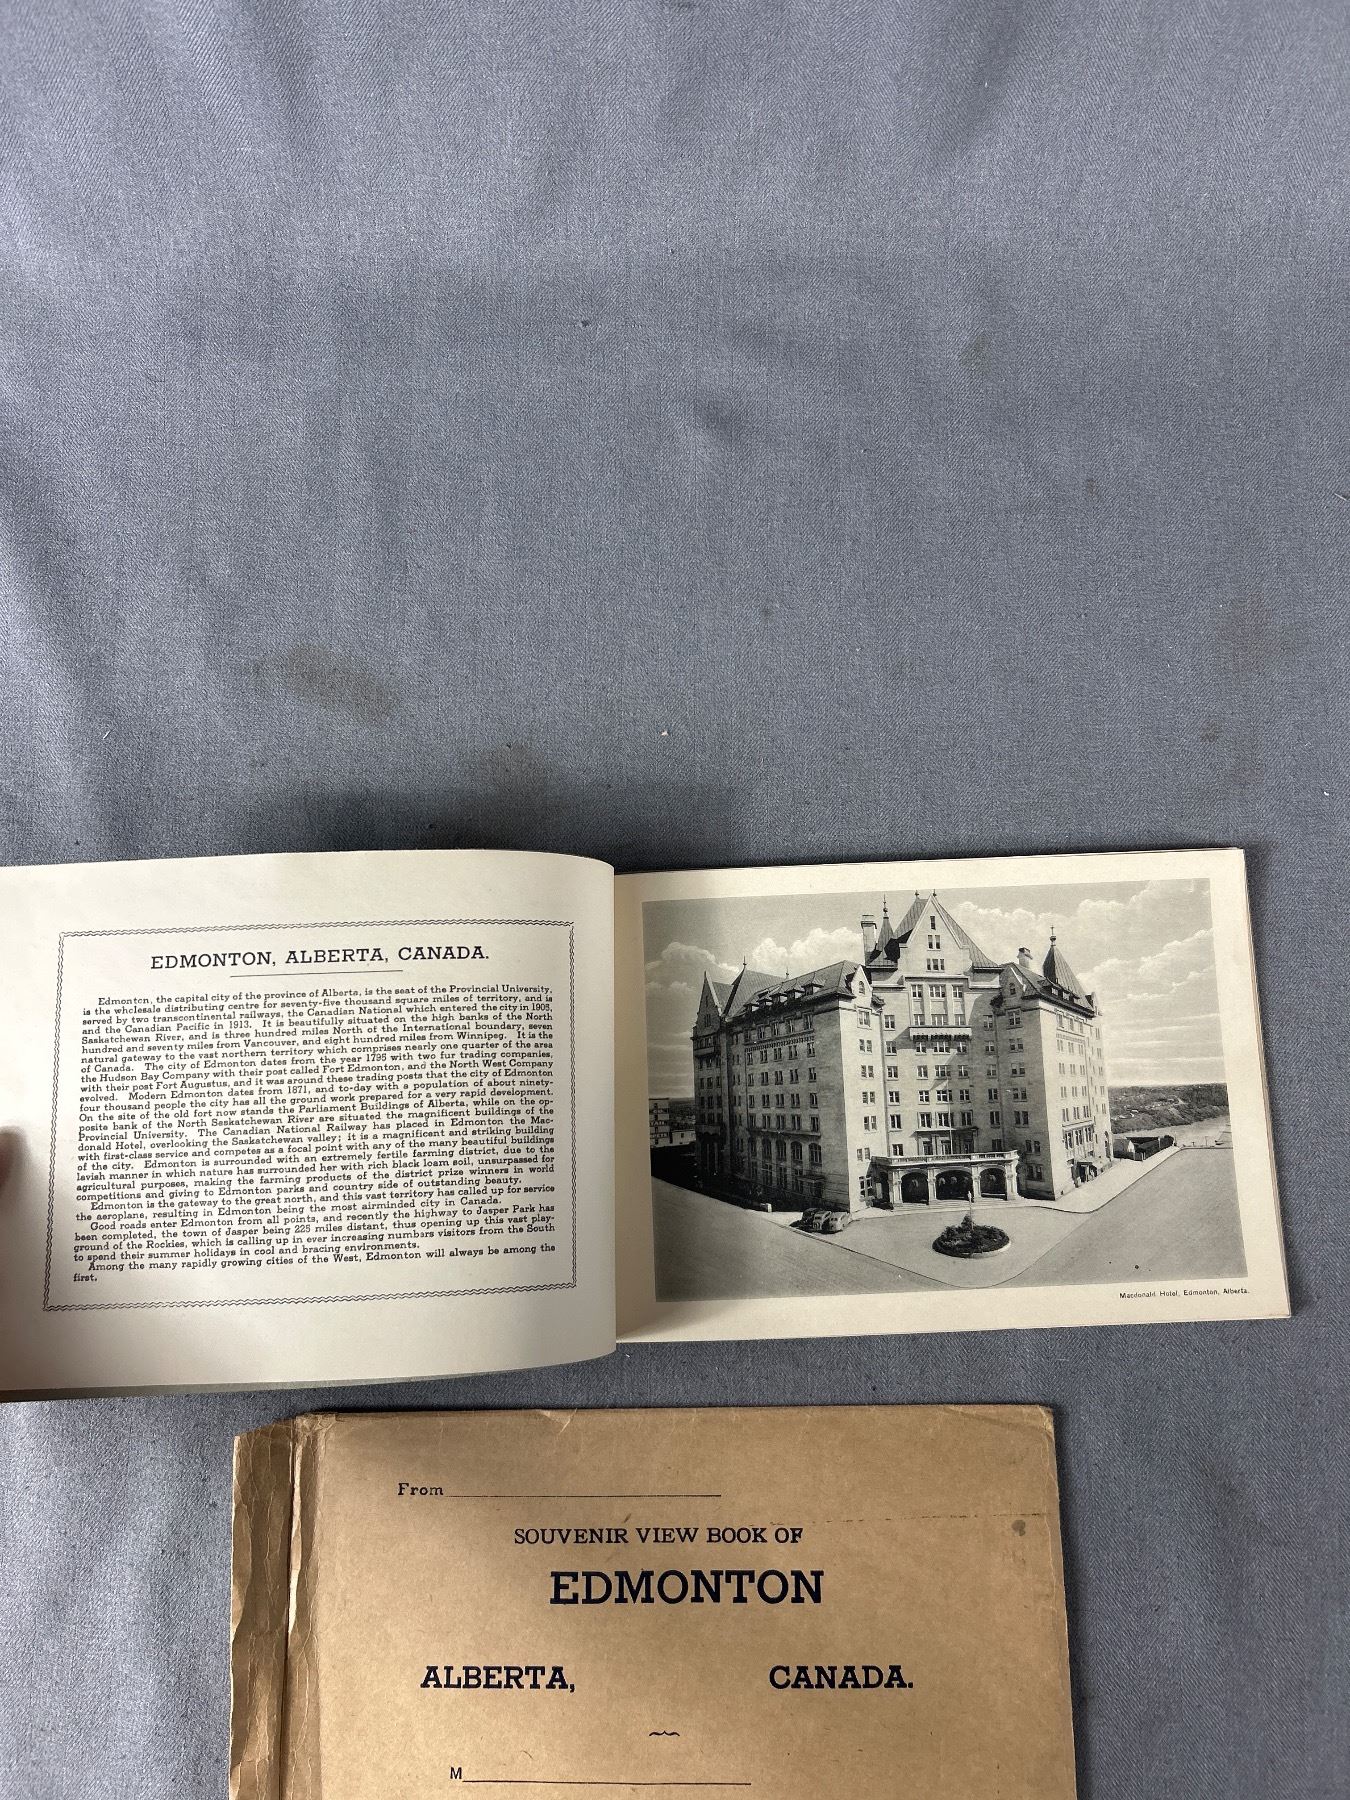 EDMONTON, ALBERTA, CANADA.
Edmonton, the capital city of the province of Alberta, is the seat of the Provincial University,
is the wholesale distributing centre for seventy-five thousand square miles of territory, and is
served by two transcontinental railways, the Canadian National which entered the city in 1905,
and the Canadian Pacific in 1913. It is beautifully situated on the high banks of the North
Saskatchewan River, and is three hundred miles North of the International boundary, seven
hundred and seventy miles from Vancouver, and eight hundred miles from Winnipeg. It is the
natural gateway to the vast northern territory which comprises nearly one quarter of the area
of Canada. The city of Edmonton dates from the year 1795 with two fur trading companies,
the Hudson Bay Company with their post called Fort Edmonton, and the North West Company
with their post Fort Augustus, and it was around these trading posts that the city of Edmonton
evolved. Modern Edmonton dates from 1871, and to-day with a population of about ninety-
four thousand people the city has all the ground work prepared for a very rapid development.
On the site of the old fort now stands the Parliament Buildings of Alberta, while on the op-
posite bank of the North Saskatchewan River are situated the magnificent buildings of the
Provincial University. The Canadian National Railway has placed in Edmonton the Mac-
donald Hotel, overlooking the Saskatchewan valley; it is a magnificent and striking building
with first-class service and competes as a focal point with any of the many beautiful buildings
of the city. Edmonton is surrounded with an extremely fertile farming district, due to the
lavish manner in which nature has surrounded her with rich black loam soil, unsurpassed for
agricultural purposes, making the farming products of the district prize winners in world
competitions and giving to Edmonton parks and country side of outstanding beauty.
Edmonton is the gateway to the great north, and this vast territory has called up for service
the aeroplane, resulting in Edmonton being the most airminded city in Canada.
Good roads enter Edmonton from all points, and recently the highway to Jasper Park has
been completed, the town of Jasper being 225 miles distant, thus opening up this vast play-
ground of the Rockies, which is calling up in ever increasing numbers visitors from the South
to spend their summer holidays in cool and bracing environments.
Among the many rapidly growing cities of the West, Edmonton will always be among the
first.
Macdonald Hotel, Edmonton, Alberta.
From
SOUVENIR VIEW BOOK OF
EDMONTON
ALBERTA, CANADA.
M